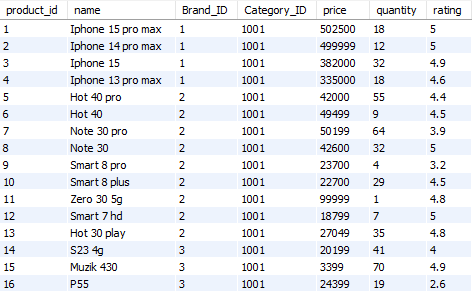 product_id name Brand_ID Category_ID price quantity rating
1 Iphone 15 pro max 1 1001 502500 18 5
2 Iphone 14 pro max 1 1001 499999 12 5
3 Iphone 15 1 1001 382000 32 4.9
4 Iphone 13 pro max 1 1001 335000 18 4.6
5 Hot 40 pro 2 1001 42000 55 4.4
6 Hot 40 2 1001 49499 9 4.5
7 Note 30 pro 2 1001 50199 64 3.9
8 Note 30 2 1001 42600 32 5
9 Smart 8 pro 2 1001 23700 4 3.2
10 Smart 8 plus 2 1001 22700 29 4.5
11 Zero 30 5g 2 1001 99999 1 4.8
12 Smart 7 hd 2 1001 18799 7 5
13 Hot 30 play 2 1001 27049 35 4.8
14 S23 4g 3 1001 20199 41 4
15 Muzik 430 3 1001 3399 70 4.9
16 P55 3 1001 24399 19 2.6